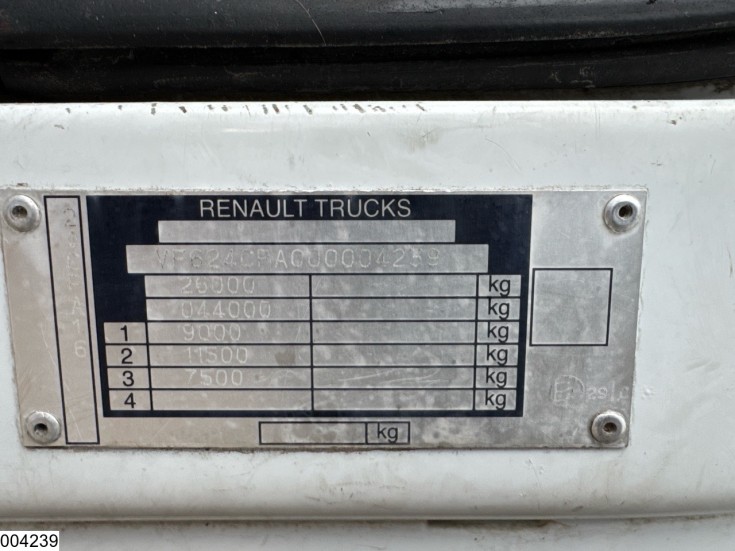 RENAULT TRUCKS
VF624CPA000004239
26000 kg
044000 kg
1 9000 kg
2 11500 kg
3 7500 kg
4 kg
kg
004239